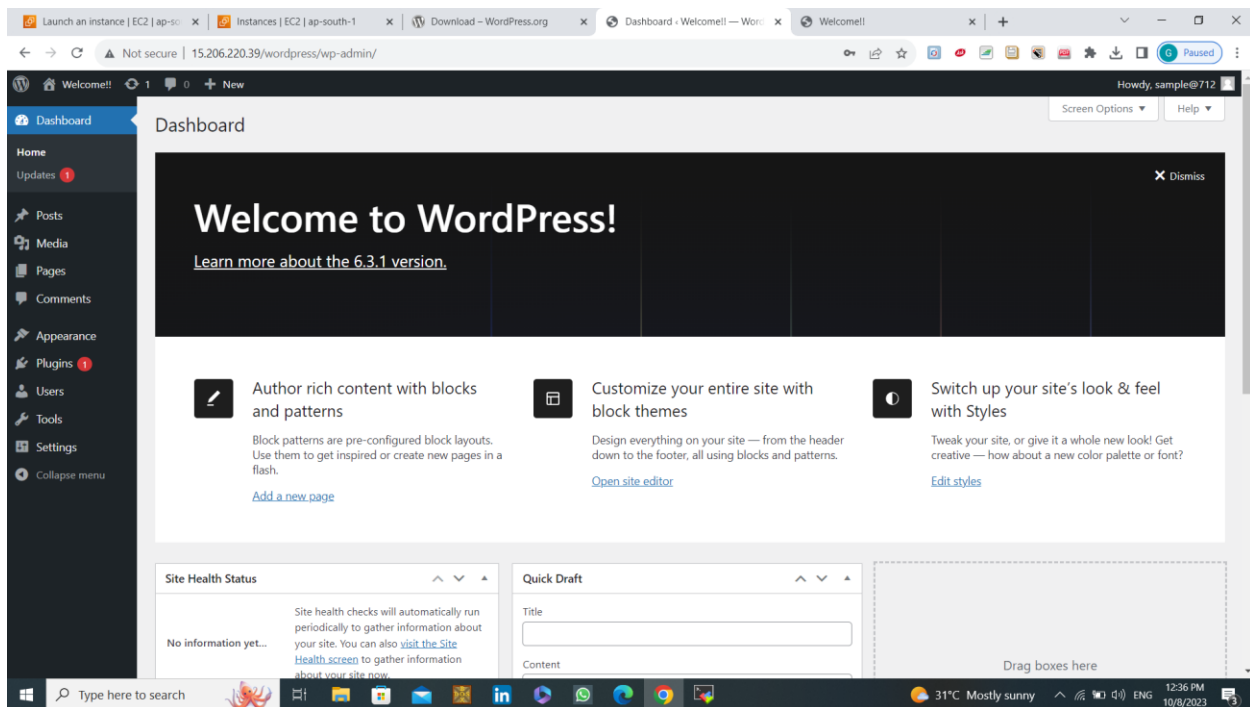 Launch an instance | EC2 | ap-so
Instances | EC2 | ap-south-1
Download – WordPress.org
Dashboard ‹ Welcome!! — Word
Welcome!!
Not secure
15.206.220.39/wordpress/wp-admin/
G Paused
Welcome!! 1 0 + New
Howdy, sample@712
Dashboard
Home
Updates 1
Posts
Media
Pages
Comments
Appearance
Plugins 1
Users
Tools
Settings
Collapse menu
Screen Options
Help
Dashboard
Dismiss
Welcome to WordPress!
Learn more about the 6.3.1 version.
Author rich content with blocks
and patterns
Block patterns are pre-configured block layouts.
Use them to get inspired or create new pages in a
flash.
Add a new page
Customize your entire site with
block themes
Design everything on your site — from the header
down to the footer, all using blocks and patterns.
Open site editor
Switch up your site's look & feel
with Styles
Tweak your site, or give it a whole new look! Get
creative — how about a new color palette or font?
Edit styles
Site Health Status
No information yet...
Site health checks will automatically run
periodically to gather information about
your site. You can also visit the Site
Health screen to gather information
about your site now.
Quick Draft
Title
Content
Drag boxes here
Type here to search
31°C Mostly sunny
ENG
12:36 PM
10/8/2023
3